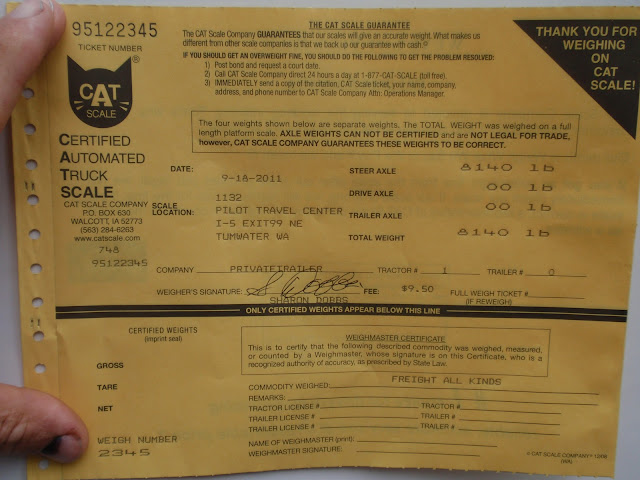 95122345
TICKET NUMBER
THE CAT SCALE GUARANTEE
The CAT Scale Company GUARANTEES that our scales will give an accurate weight. What makes us
different from other scale companies is that we back up our guarantee with cash.®
IF YOU SHOULD GET AN OVERWEIGHT FINE, YOU SHOULD DO THE FOLLOWING TO GET THE PROBLEM RESOLVED:
1) Post bond and request a court date.
2) Call CAT Scale Company direct 24 hours a day at 1-877-CAT-SCALE (toll free).
3) IMMEDIATELY send a copy of the citation, CAT Scale ticket, your name, company,
address, and phone number to CAT Scale Company Attn: Operations Manager.
THANK YOU FOR
WEIGHING
ON
CAT
SCALE!
®
CAT
SCALE
CERTIFIED
AUTOMATED
TRUCK
SCALE
CAT SCALE COMPANY
P.O. BOX 630
WALCOTT, IA 52773
(563) 284-6263
www.catscale.com
748
95122345
The four weights shown below are separate weights. The TOTAL WEIGHT was weighed on a full
length platform scale. AXLE WEIGHTS CAN NOT BE CERTIFIED and are NOT LEGAL FOR TRADE,
however, CAT SCALE COMPANY GUARANTEES THESE WEIGHTS TO BE CORRECT.
DATE: 9-18-2011
SCALE LOCATION: 1132
PILOT TRAVEL CENTER
I-5 EXIT99 NE
TUMWATER WA
STEER AXLE 8140 lb
DRIVE AXLE 00 lb
TRAILER AXLE 00 lb
TOTAL WEIGHT 8140 lb
COMPANY PRIVATETRAILER TRACTOR # 1 TRAILER # 0
WEIGHER'S SIGNATURE: FEE: $9.50 FULL WEIGH TICKET #
SHARON DOBBS (IF REWEIGH)
ONLY CERTIFIED WEIGHTS APPEAR BELOW THIS LINE
CERTIFIED WEIGHTS
(imprint seal)
GROSS
TARE
NET
WEIGH NUMBER
2345
WEIGHMASTER CERTIFICATE
This is to certify that the following described commodity was weighed, measured,
or counted by a Weighmaster, whose signature is on this Certificate, who is a
recognized authority of accuracy, as prescribed by State Law.
COMMODITY WEIGHED: FREIGHT ALL KINDS
REMARKS:
TRACTOR LICENSE # TRACTOR #
TRAILER LICENSE # TRAILER #
TRAILER LICENSE # TRAILER #
NAME OF WEIGHMASTER (print):
WEIGHMASTER SIGNATURE:
© CAT SCALE COMPANY
(WA)